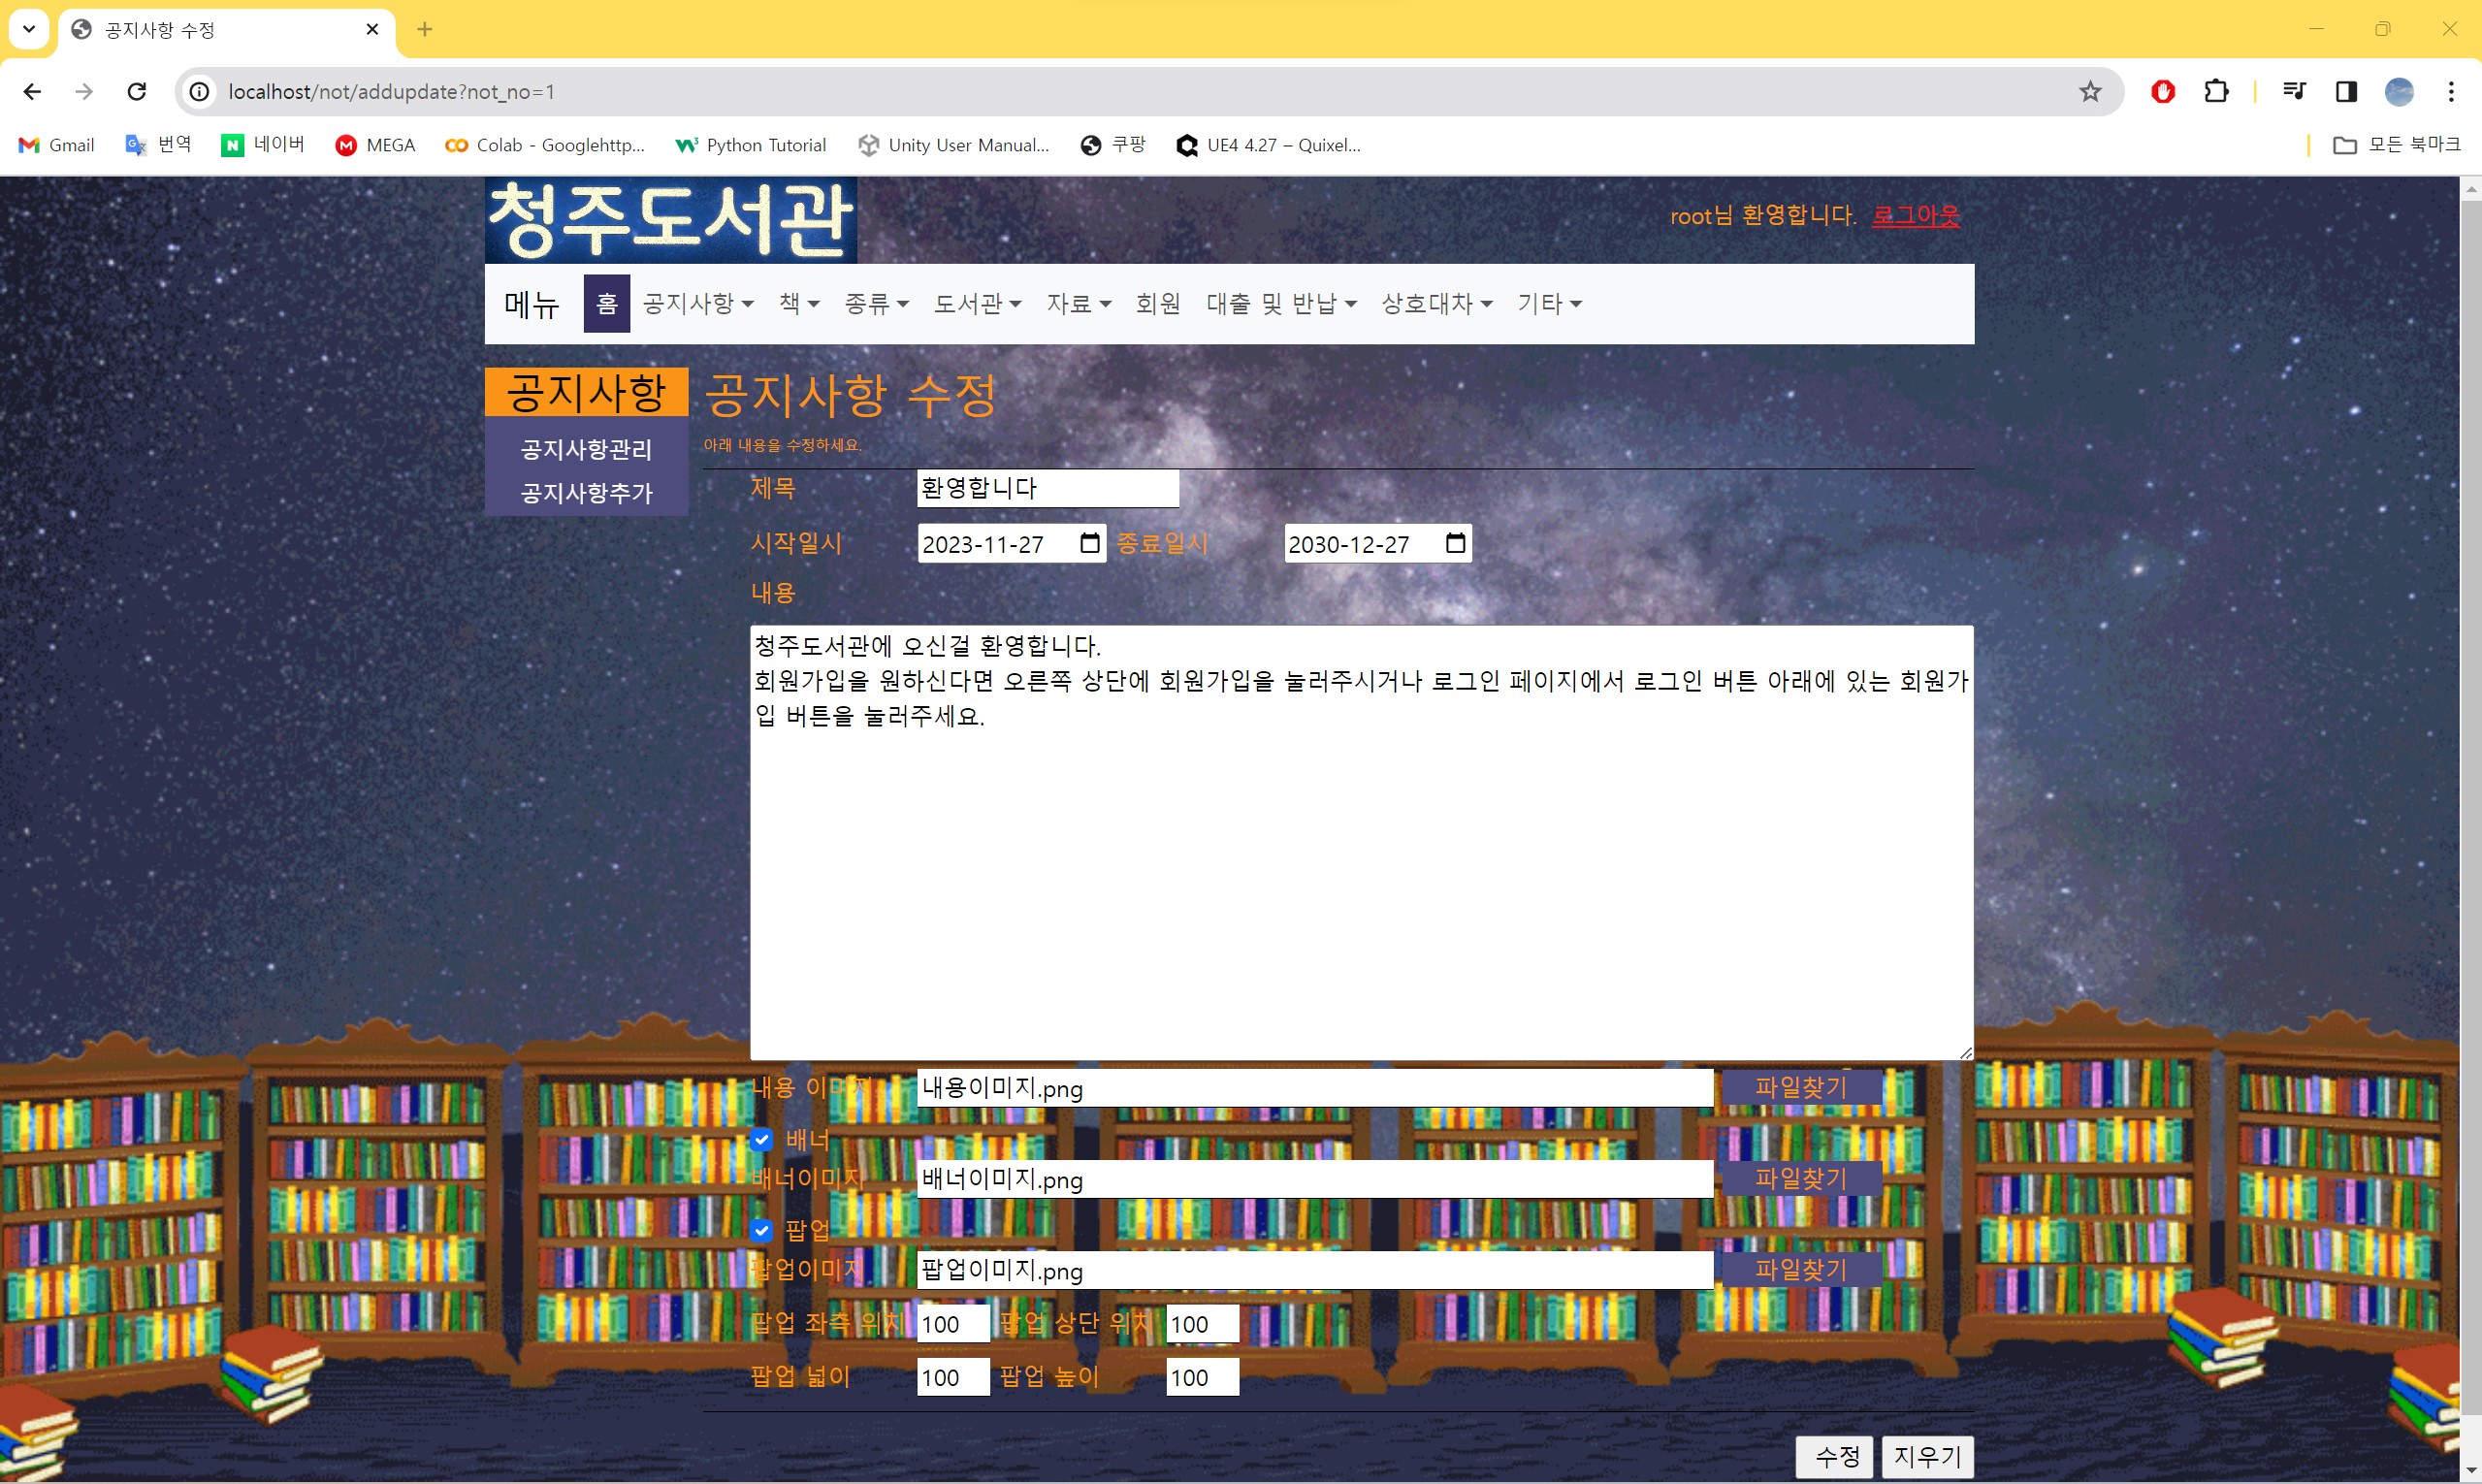 공지사항 수정
localhost/not/addupdate?not_no=1
Gmail 번역 네이버 MEGA Colab - Googlehttp... Python Tutorial Unity User Manual... 쿠팡 UE4 4.27 – Quixel... 모든 북마크
청주도서관
root님 환영합니다. 로그아웃
메뉴 홈 공지사항 책 종류 도서관 자료 회원 대출 및 반납 상호대차 기타
공지사항
공지사항관리
공지사항추가
공지사항 수정
아래 내용을 수정하세요.
제목 환영합니다
시작일시 2023-11-27 종료일시 2030-12-27
내용
청주도서관에 오신걸 환영합니다.
회원가입을 원하신다면 오른쪽 상단에 회원가입을 눌러주시거나 로그인 페이지에서 로그인 버튼 아래에 있는 회원가
입 버튼을 눌러주세요.
내용 이미지 내용이미지.png 파일찾기
배너
배너이미지 배너이미지.png 파일찾기
팝업
팝업이미지 팝업이미지.png 파일찾기
팝업 좌측 위치 100 팝업 상단 위치 100
팝업 넓이 100 팝업 높이 100
수정 지우기